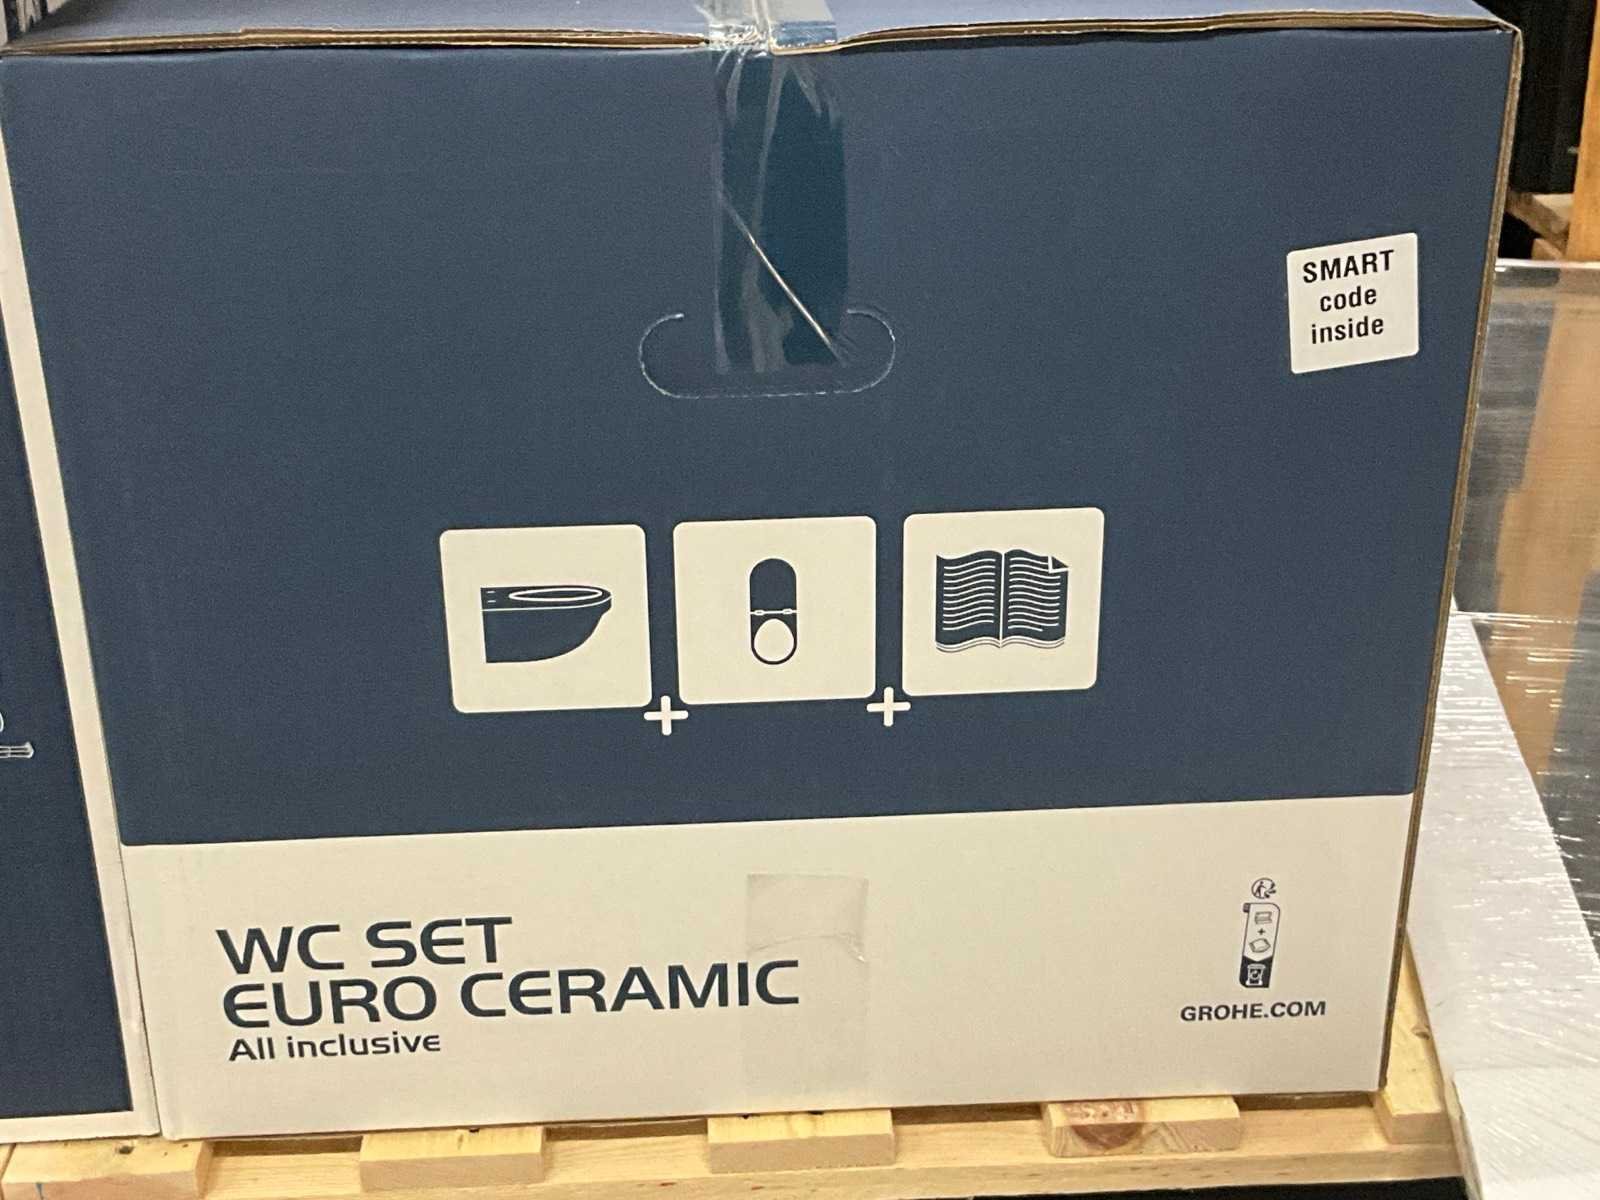 SMART
code
inside
WC SET
EURO CERAMIC
All inclusive
GROHE.COM